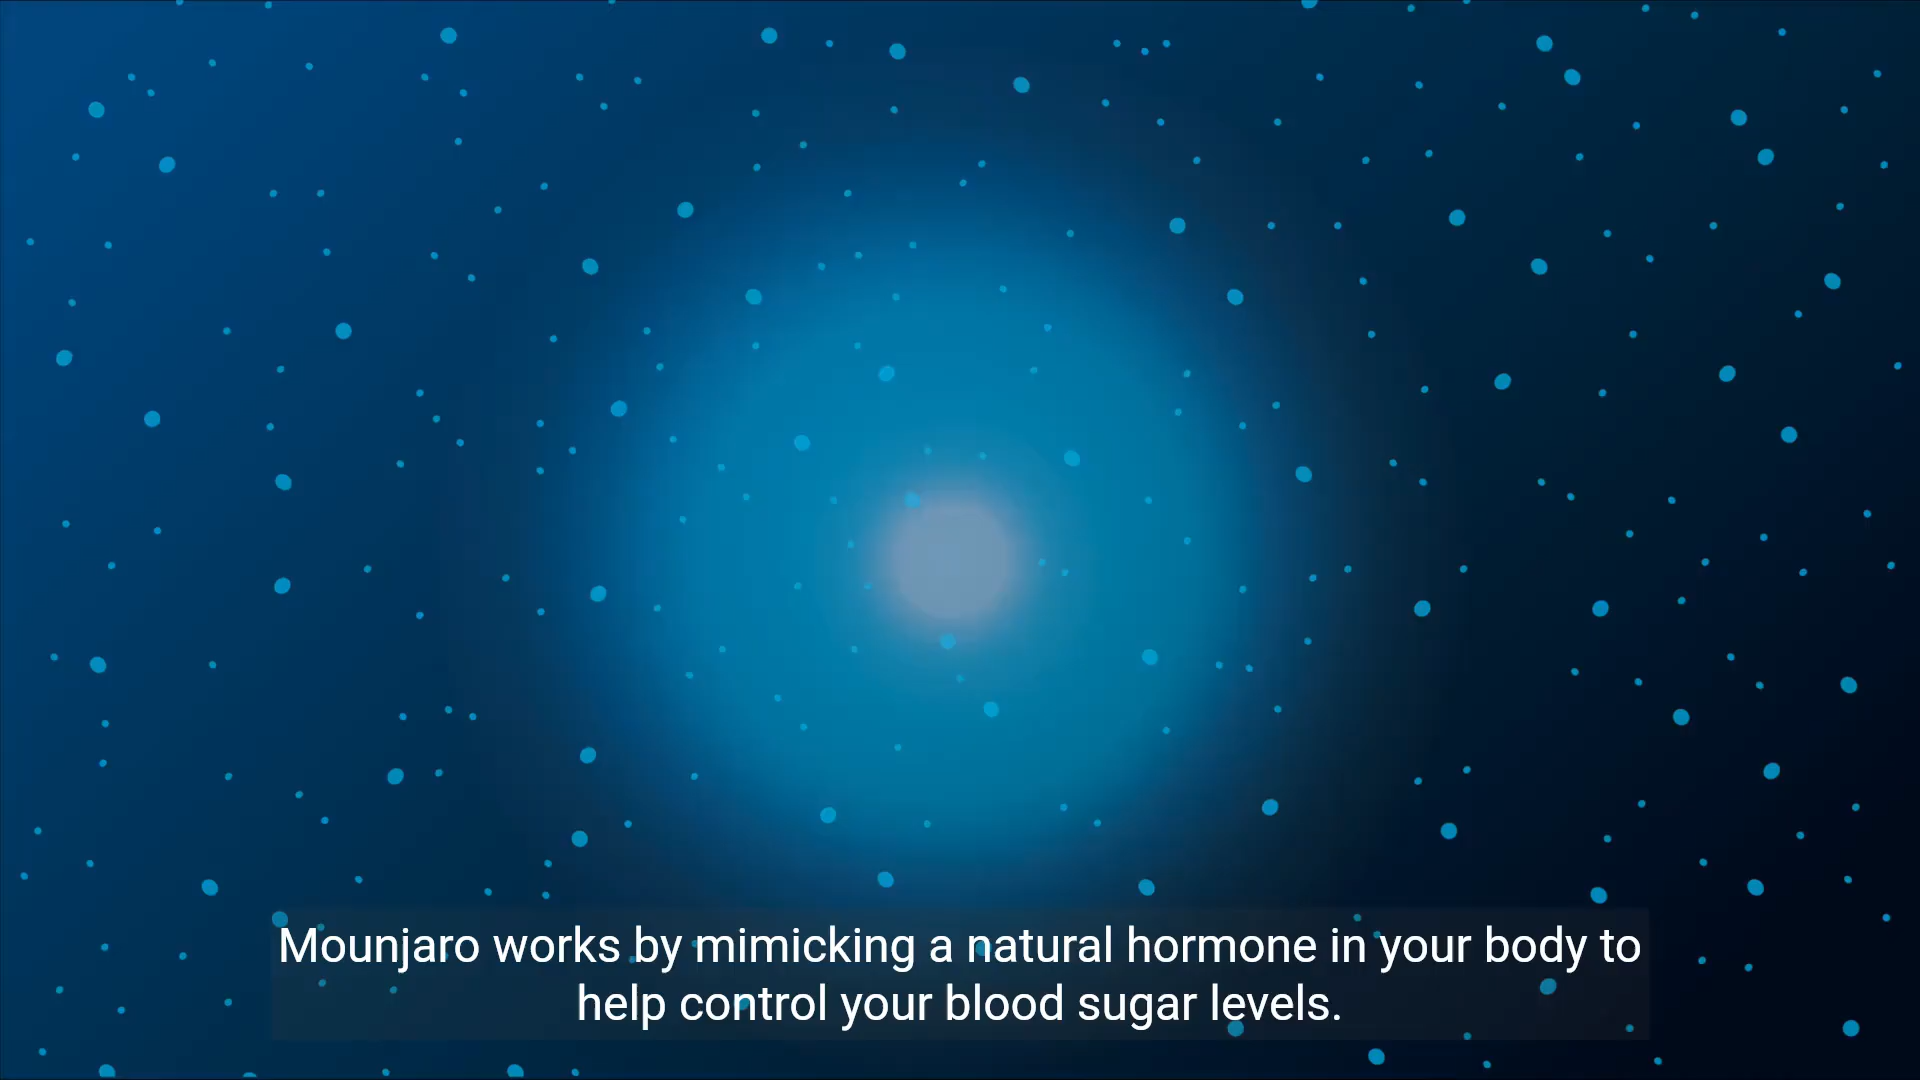 Mounjaro works by mimicking a natural hormone in your body to
help control your blood sugar levels.